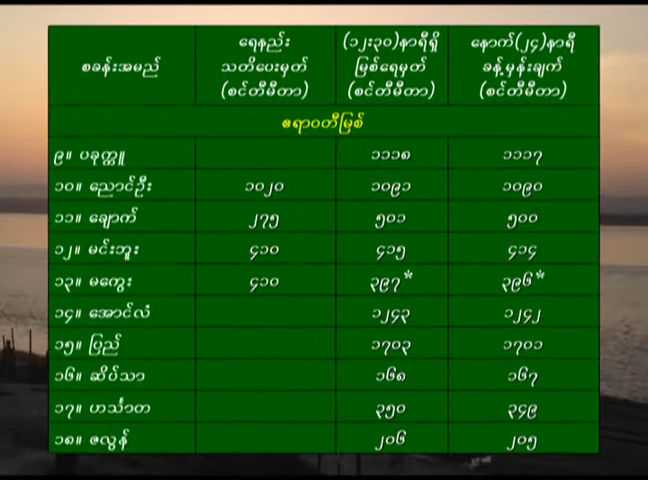 စခန်းအမည် ရေနည်း သတိပေးမှတ် (စင်တီမီတာ) (၁၂း၃၀)နာရီရှိ မြစ်ရေမှတ် (စင်တီမီတာ) နောက်(၂၄)နာရီ ခန့်မှန်းချက် (စင်တီမီတာ)
ဧရာဝတီမြစ်
၉။ ပခုက္ကူ ၁၁၁၈ ၁၁၁၇
၁၀။ ညောင်ဦး ၁၀၂၀ ၁၀၉၁ ၁၀၉၀
၁၁။ ချောက် ၂၇၅ ၅၀၁ ၅၀၀
၁၂။ မင်းဘူး ၄၁၀ ၄၁၅ ၄၁၄
၁၃။ မကွေး ၄၁၀ ၃၉၇* ၃၉၆*
၁၄။ အောင်လံ ၁၂၄၃ ၁၂၄၂
၁၅။ ပြည် ၁၇၀၃ ၁၇၀၁
၁၆။ ဆိပ်သာ ၁၆၈ ၁၆၇
၁၇။ ဟင်္သာတ ၃၅၀ ၃၄၉
၁၈။ ဇလွန် ၂၀၆ ၂၀၅